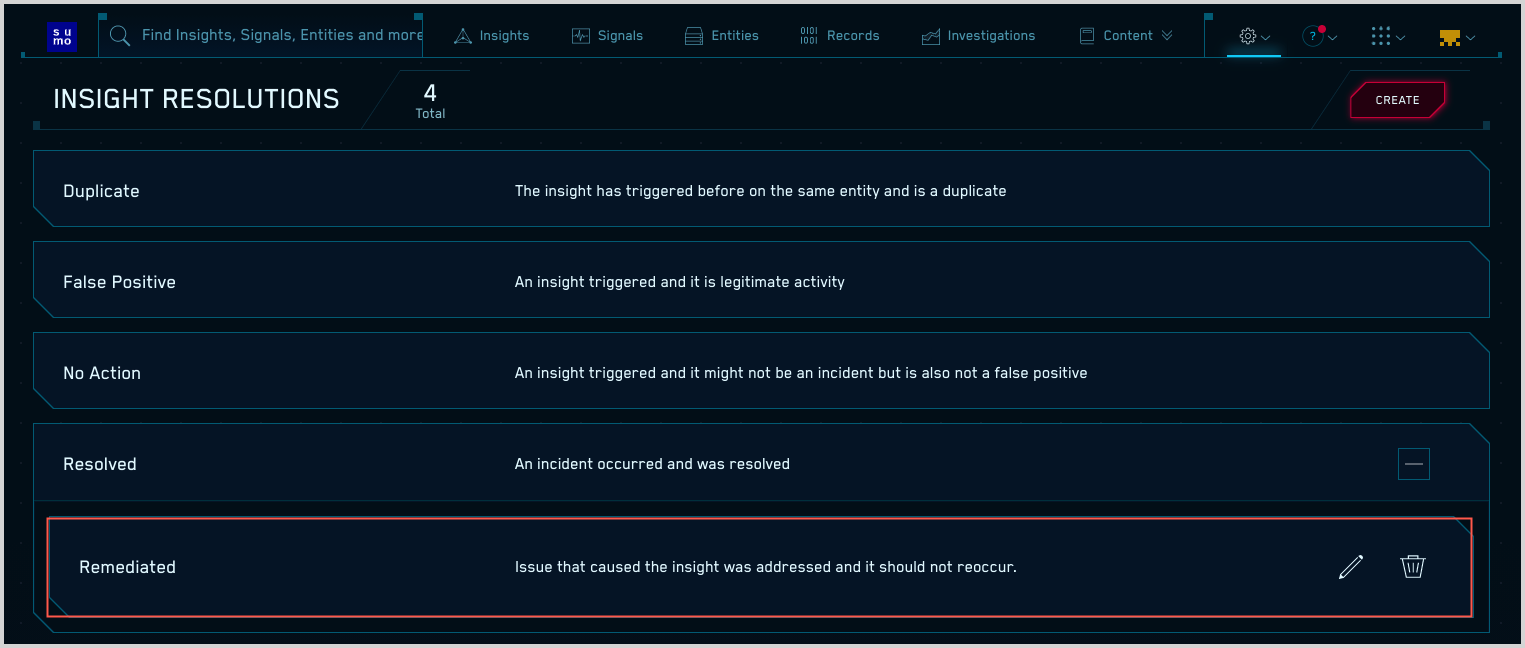 su
mo
Find Insights, Signals, Entities and more
Insights
Signals
Entities
0101
1001
Records
Investigations
Content
?
INSIGHT RESOLUTIONS
4
Total
CREATE
Duplicate
The insight has triggered before on the same entity and is a duplicate
False Positive
An insight triggered and it is legitimate activity
No Action
An insight triggered and it might not be an incident but is also not a false positive
Resolved
An incident occurred and was resolved
Remediated
Issue that caused the insight was addressed and it should not reoccur.